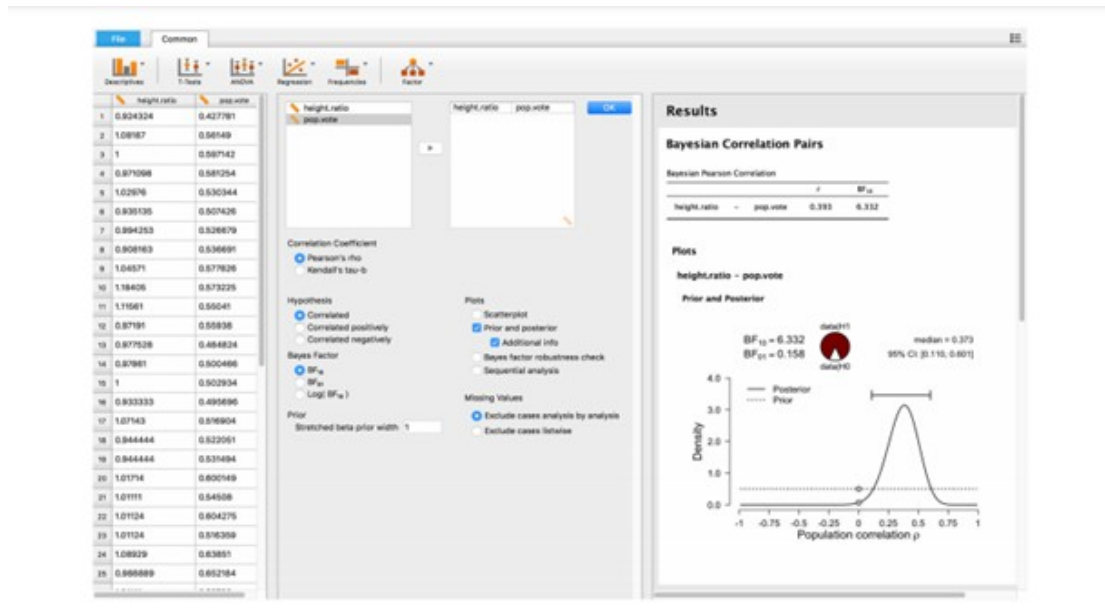 File Common
Descriptives T-Tests ANOVA Regression Frequencies Factor
height.ratio pop.vote
1 0.924324 0.427781
2 1.08187 0.56149
3 1 0.597142
4 0.971098 0.581254
5 1.02976 0.530344
6 0.935135 0.507426
7 0.994253 0.526679
8 0.908163 0.536691
9 1.04571 0.577826
10 1.18405 0.573225
11 1.11561 0.55041
12 0.97191 0.55938
13 0.977528 0.484824
14 0.97861 0.500466
15 1 0.502934
16 0.933333 0.495696
17 1.07143 0.516904
18 0.944444 0.522051
19 0.944444 0.531494
20 1.01714 0.600149
21 1.01111 0.54508
22 1.01124 0.604275
23 1.01124 0.516359
24 1.08929 0.63851
25 0.988889 0.652184
height.ratio
pop.vote
height.ratio pop.vote
OK
Correlation Coefficient
Pearson's rho
Kendall's tau-b
Hypothesis
Correlated
Correlated positively
Correlated negatively
Bayes Factor
BF₁₀
BF₀₁
Log( BF₁₀ )
Prior
Stretched beta prior width 1
Plots
Scatterplot
Prior and posterior
Additional info
Bayes factor robustness check
Sequential analysis
Missing Values
Exclude cases analysis by analysis
Exclude cases listwise
Results
Bayesian Correlation Pairs
Bayesian Pearson Correlation
r BF₁₀
height.ratio - pop.vote 0.393 6.332
Plots
height.ratio - pop.vote
Prior and Posterior
data|H1
BF₁₀ = 6.332
BF₀₁ = 0.158
data|H0
median = 0.373
95% CI: [0.110, 0.601]
Posterior
Prior
4.0
3.0
2.0
1.0
0.0
Density
-1 -0.75 -0.5 -0.25 0 0.25 0.5 0.75 1
Population correlation ρ